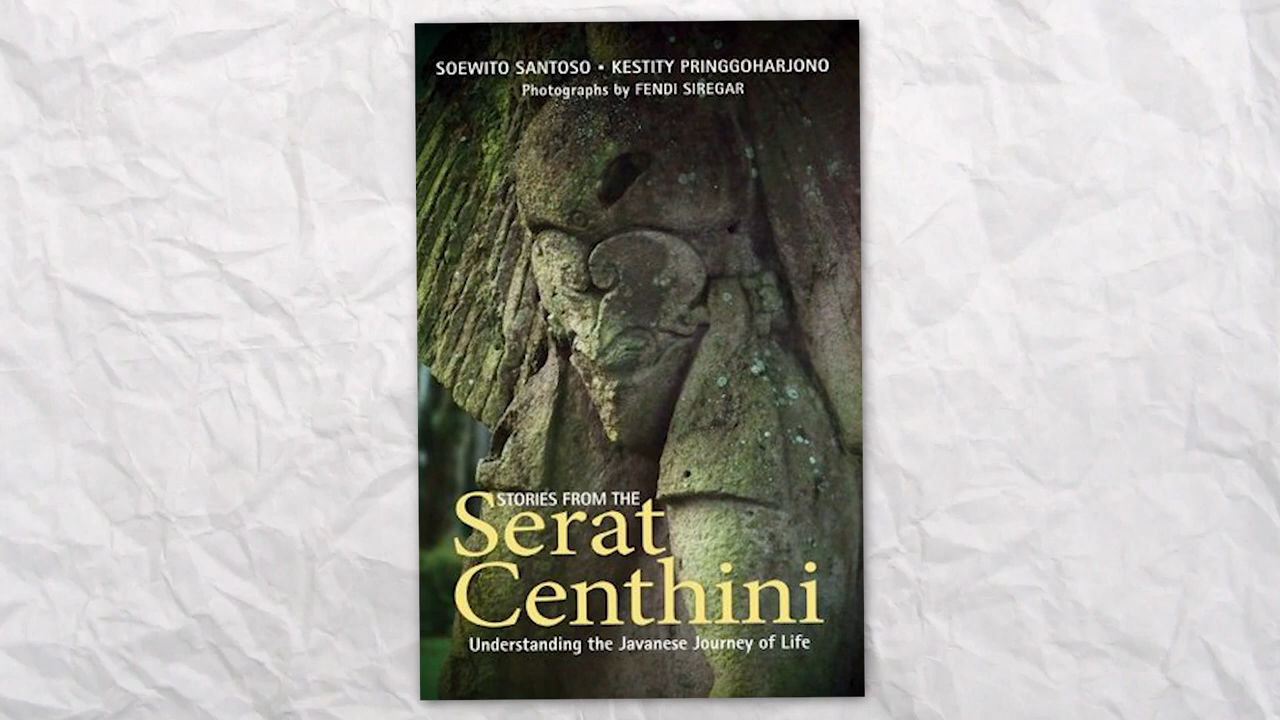 SOEWITO SANTOSO • KESTITY PRINGGOHARJONO
Photographs by FENDI SIREGAR
STORIES FROM THE
Serat
Centhini
Understanding the Javanese Journey of Life